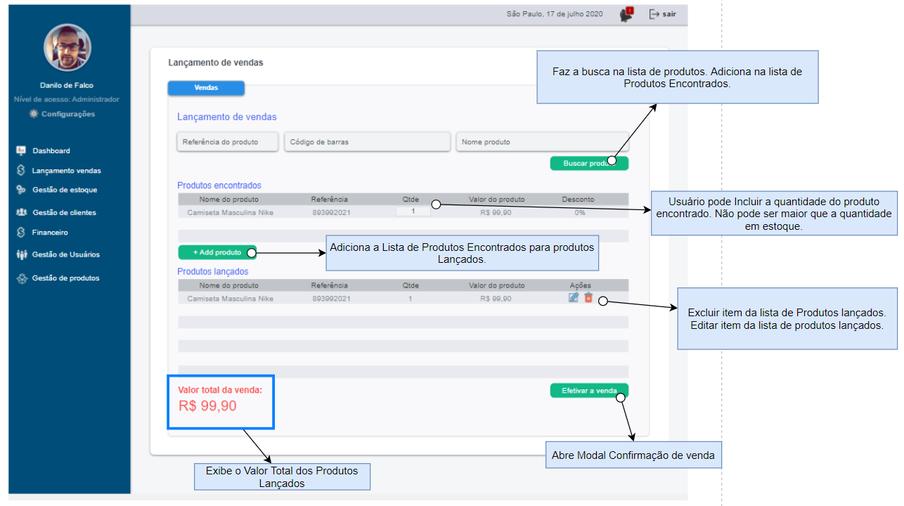 São Paulo, 17 de julho 2020
sair
Danilo de Falco
Nível de acesso: Administrador
Configurações
Dashboard
Lançamento vendas
Gestão de estoque
Gestão de clientes
Financeiro
Gestão de Usuários
Gestão de produtos
Lançamento de vendas
Vendas
Lançamento de vendas
Referência do produto
Código de barras
Nome produto
Buscar produ
Faz a busca na lista de produtos. Adiciona na lista de
Produtos Encontrados.
Produtos encontrados
Nome do produto Referência Qtde Valor do produto Desconto
Camiseta Masculina Nike 893992021 1 R$ 99,90 0%
Usuário pode Incluir a quantidade do produto
encontrado. Não pode ser maior que a quantidade
em estoque.
+ Add produto
Adiciona a Lista de Produtos Encontrados para produtos
Lançados.
Produtos lançados
Nome do produto Referência Qtde Valor do produto Ações
Camiseta Masculina Nike 893992021 1 R$ 99,90
Excluir item da lista de Produtos lançados.
Editar item da lista de produtos lançados.
Valor total da venda:
R$ 99,90
Efetivar a venda
Abre Modal Confirmação de venda
Exibe o Valor Total dos Produtos
Lançados